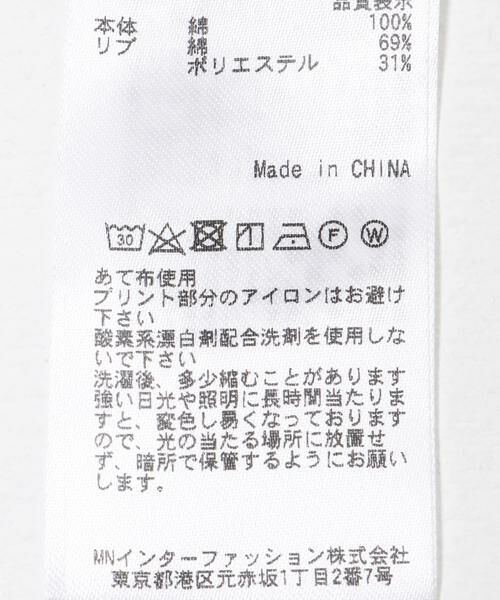 品質表示
本体 綿 100%
リブ 綿 69%
ポリエステル 31%
Made in CHINA
30 F W
あて布使用
プリント部分のアイロンはお避け
下さい
酸素系漂白剤配合洗剤を使用しな
いで下さい
洗濯後、多少縮むことがあります
強い日光や照明に長時間当たりま
すと、変色し易くなっております
ので、光の当たる場所に放置せ
ず、暗所で保管するようにお願い
します。
MNインターファッション株式会社
東京都港区元赤坂1丁目2番7号